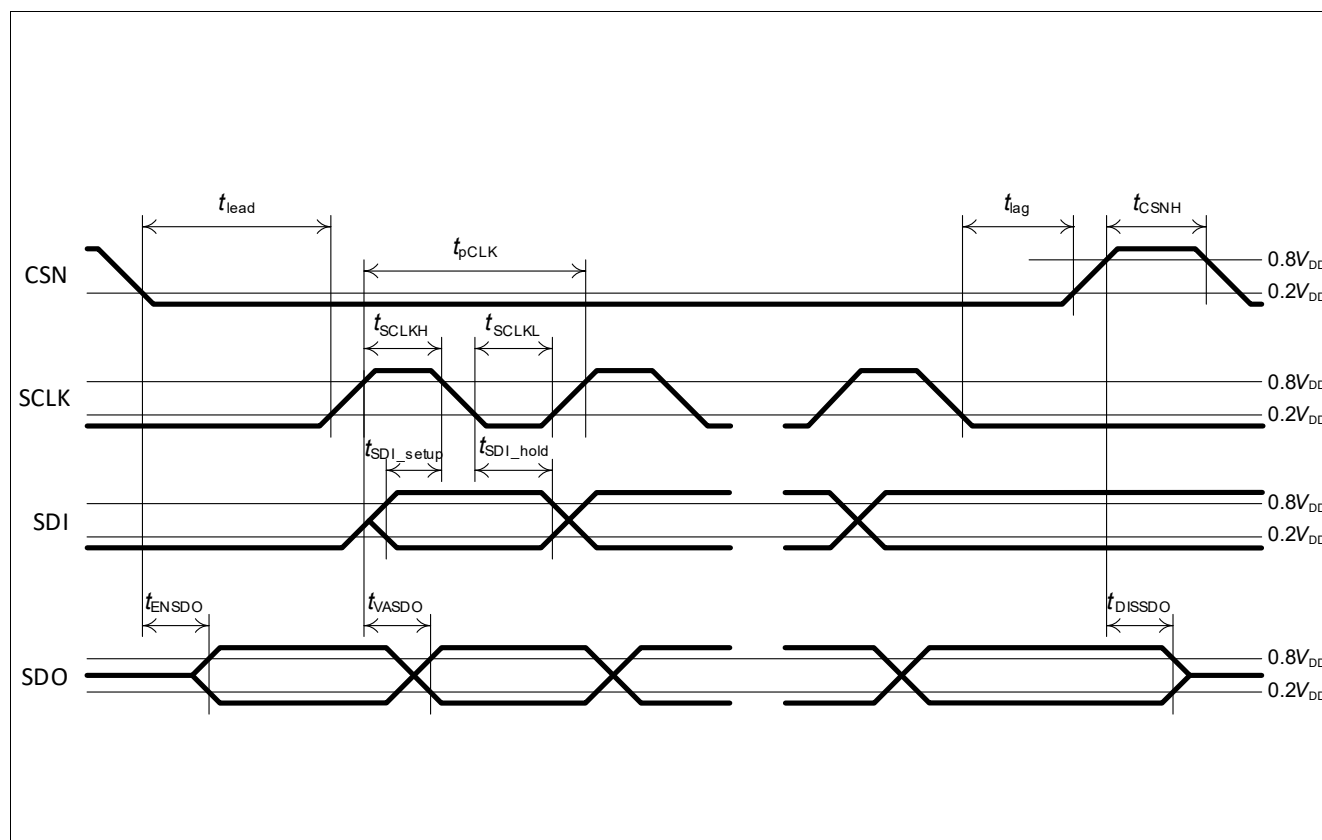 tlead
tlag
tCSNH
tpCLK
CSN
0.8VDD
0.2VDD
tSCLKH
tSCLKL
SCLK
0.8VDD
0.2VDD
tSDI_setup
tSDI_hold
SDI
0.8VDD
0.2VDD
tENSDO
tVASDO
tDISSDO
SDO
0.8VDD
0.2VDD